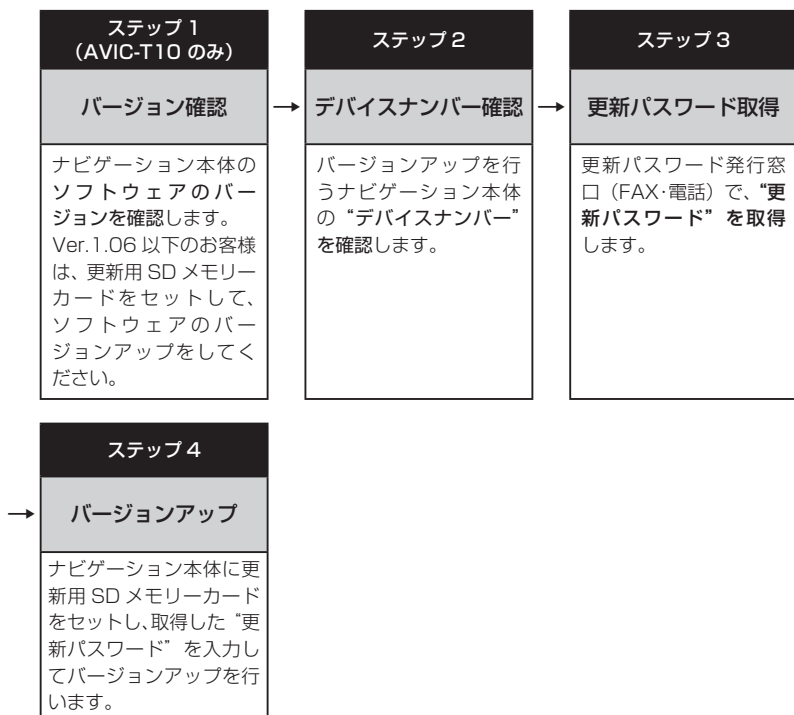 ステップ 1
（AVIC-T10 のみ）
バージョン確認
ナビゲーション本体の
ソフトウェアのバー
ジョンを確認します。
Ver.1.06 以下のお客様
は、更新用 SD メモリー
カードをセットして、
ソフトウェアのバー
ジョンアップをしてく
ださい。
→
ステップ 2
デバイスナンバー確認
バージョンアップを行
うナビゲーション本体
の“デバイスナンバー”
を確認します。
→
ステップ 3
更新パスワード取得
更新パスワード発行窓
口（FAX・電話）で、“更
新パスワード”を取得
します。
→
ステップ 4
バージョンアップ
ナビゲーション本体に更
新用 SD メモリーカード
をセットし、取得した“更
新パスワード”を入力し
てバージョンアップを行
います。